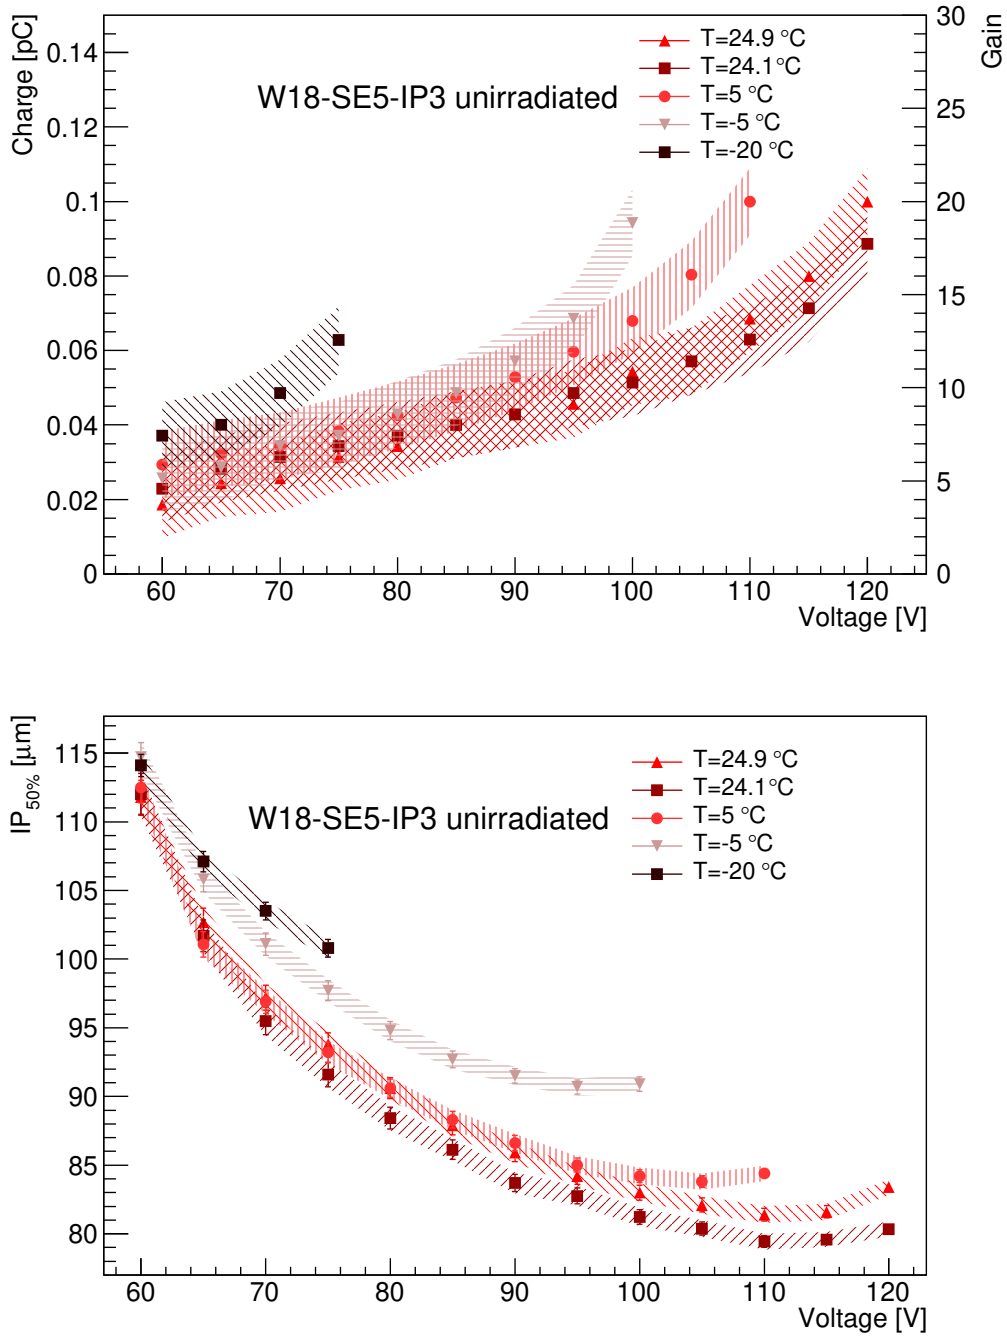 Charge [pC]
Gain
0.14
0.12
0.1
0.08
0.06
0.04
0.02
0
30
25
20
15
10
5
0
W18-SE5-IP3 unirradiated
T=24.9 °C
T=24.1°C
T=5 °C
T=-5 °C
T=-20 °C
60 70 80 90 100 110 120
Voltage [V]
IP50% [μm]
115
110
105
100
95
90
85
80
W18-SE5-IP3 unirradiated
T=24.9 °C
T=24.1°C
T=5 °C
T=-5 °C
T=-20 °C
60 70 80 90 100 110 120
Voltage [V]